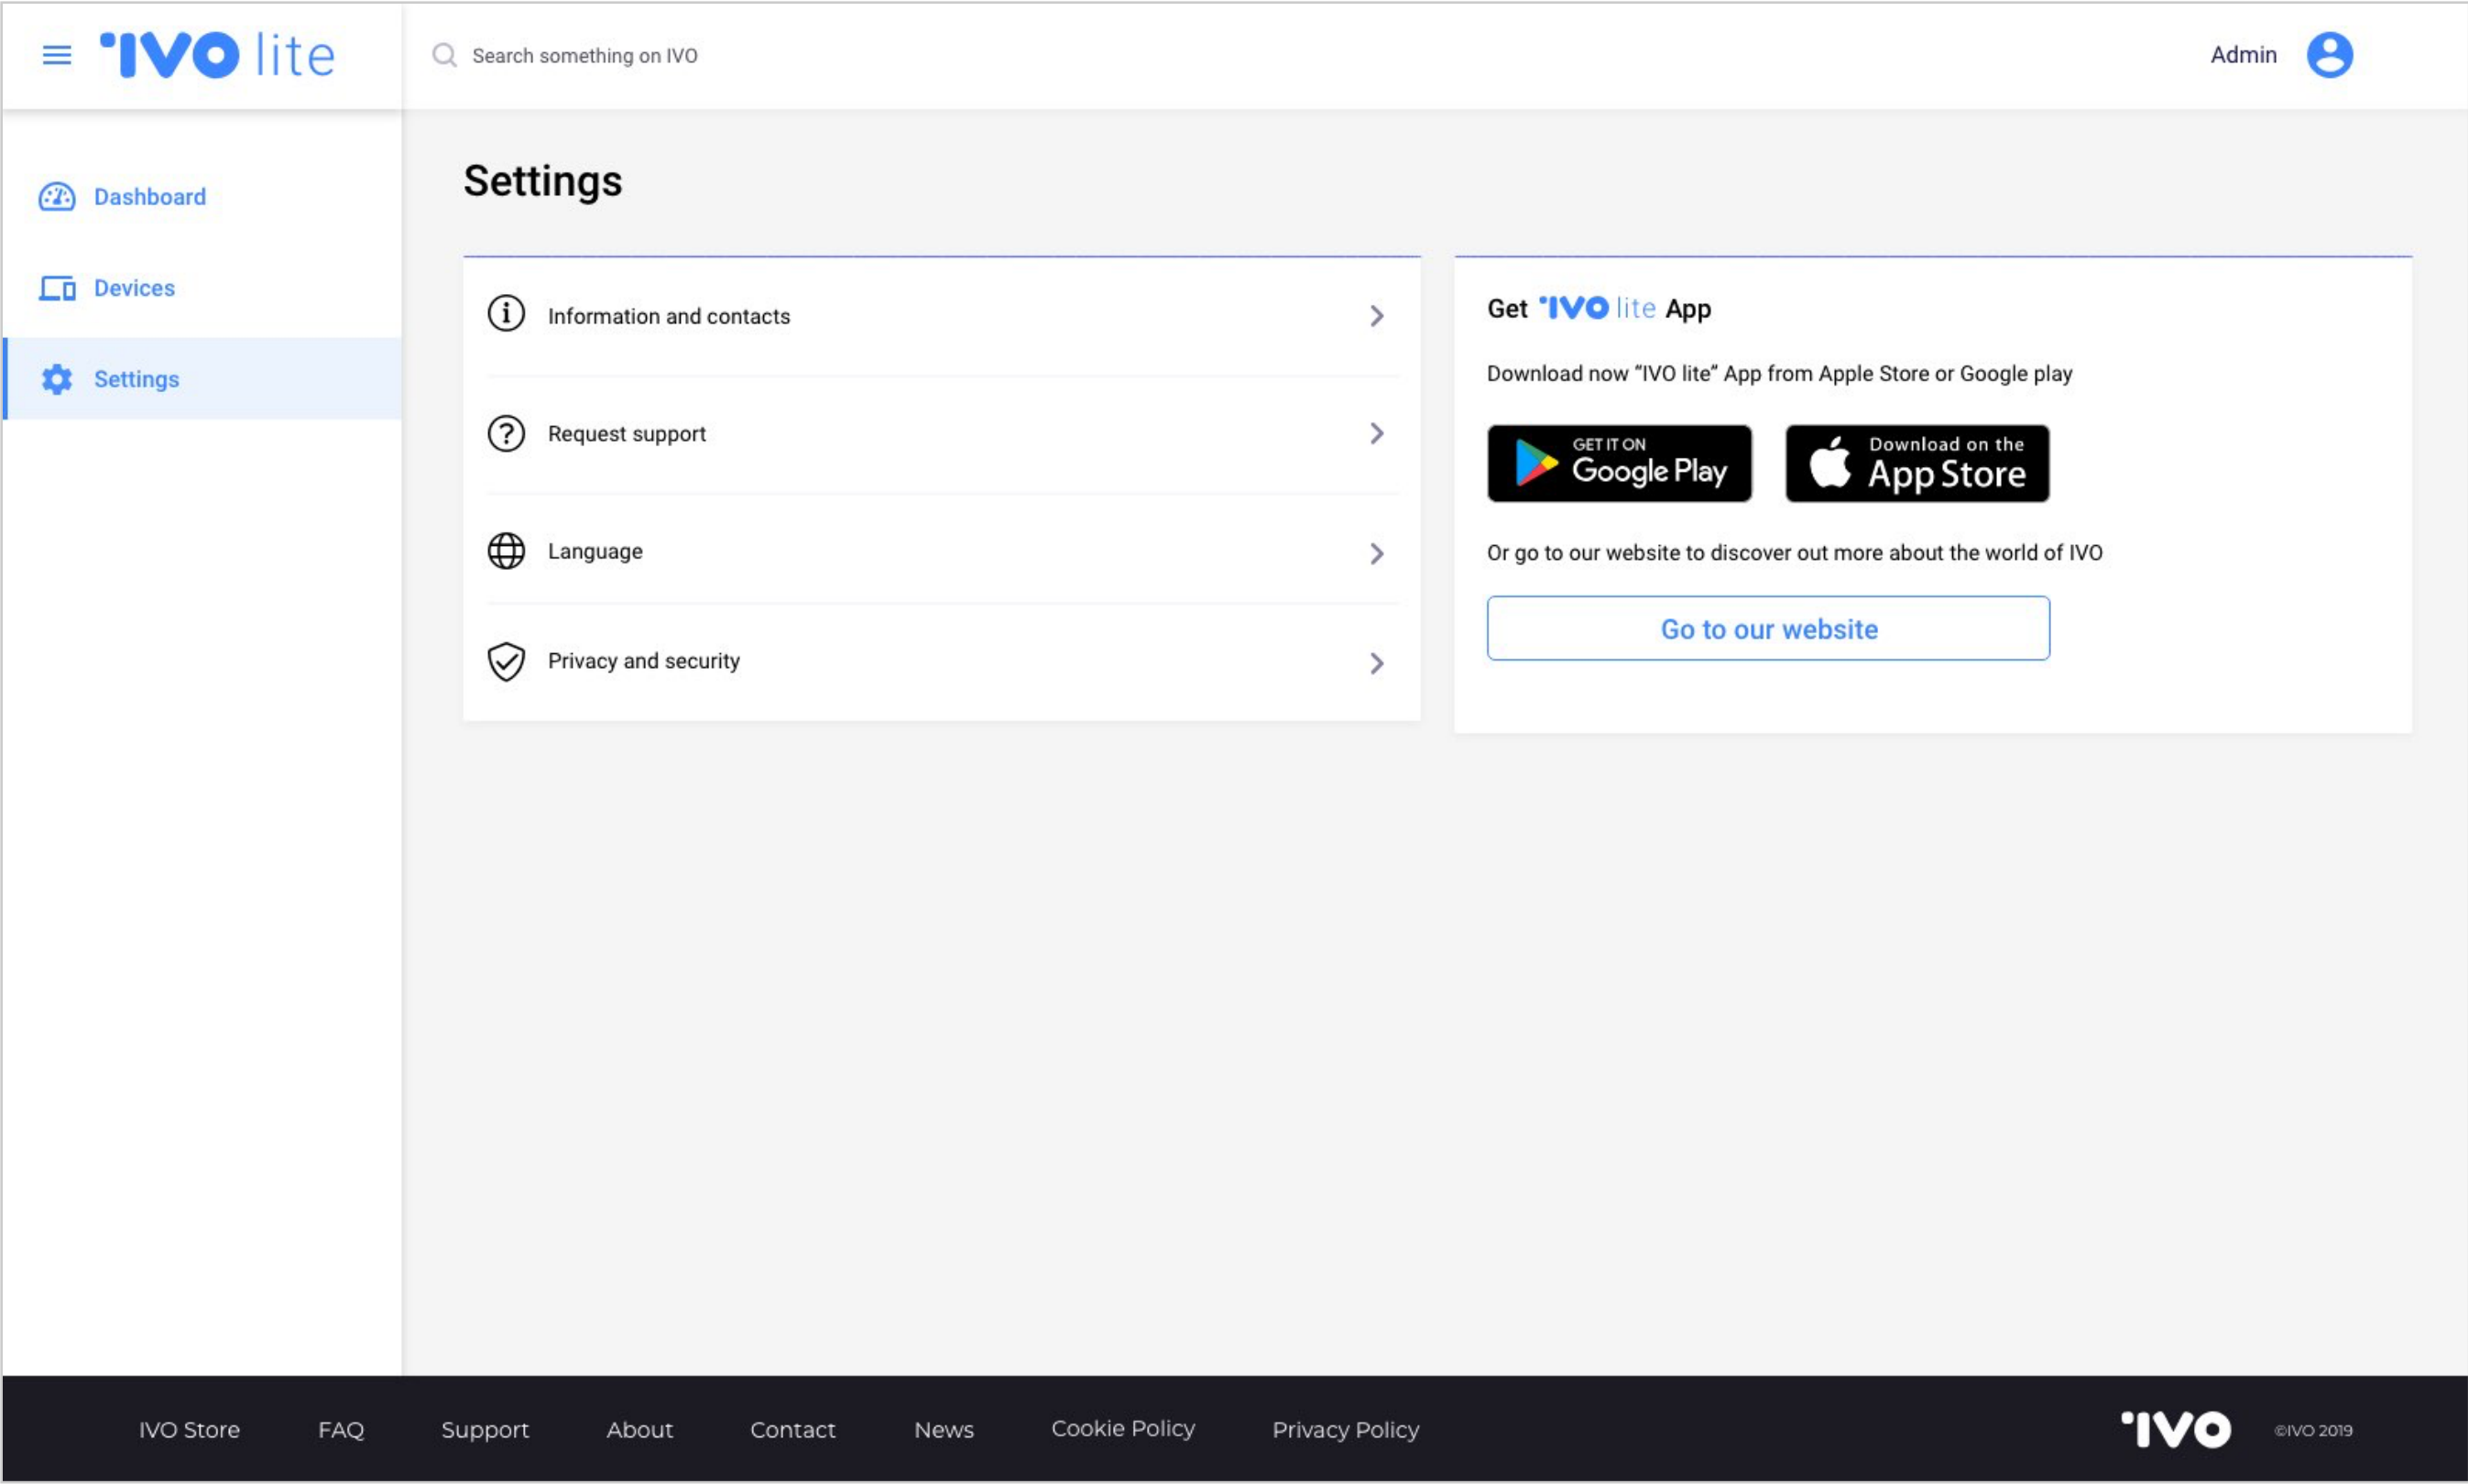 IVO lite
Search something on IVO
Admin
Dashboard
Devices
Settings
Settings
Information and contacts
Request support
Language
Privacy and security
Get IVO lite App
Download now “IVO lite” App from Apple Store or Google play
GET IT ON
Google Play
Download on the
App Store
Or go to our website to discover out more about the world of IVO
Go to our website
IVO Store FAQ Support About Contact News Cookie Policy Privacy Policy IVO ©IVO 2019